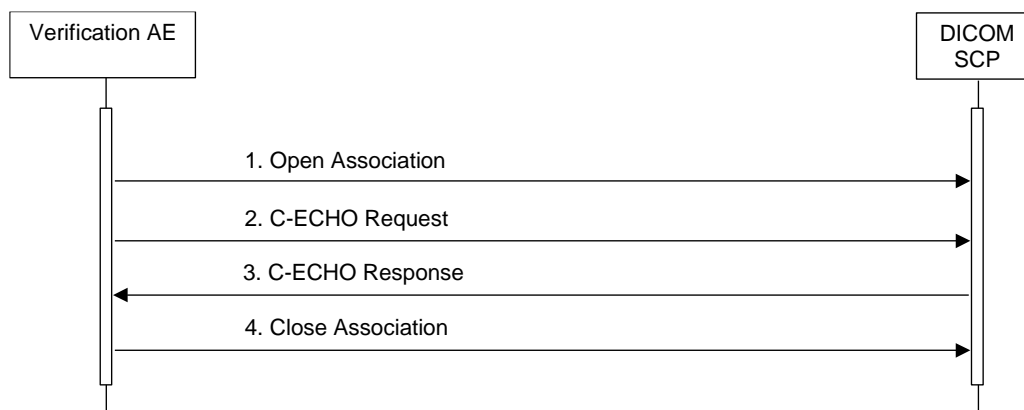 Verification AE
DICOM
SCP
1. Open Association
2. C-ECHO Request
3. C-ECHO Response
4. Close Association